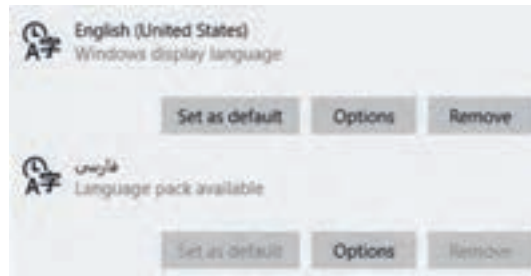 English (United States)
Windows display language
Set as default Options Remove
فارسی
Language pack available
Set as default Options Remove